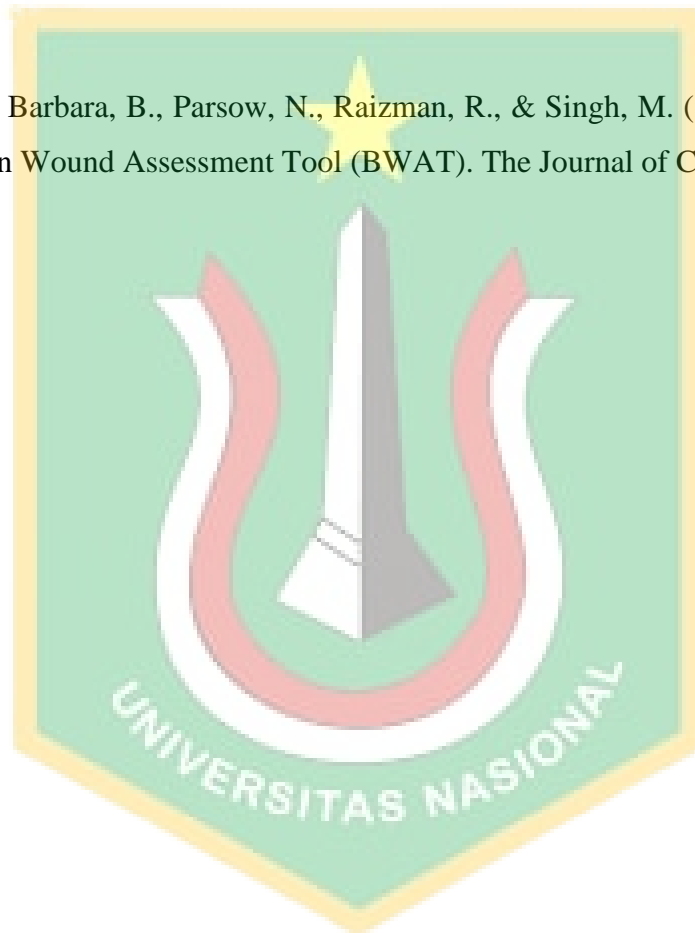 Barbara, B., Parsow, N., Raizman, R., & Singh, M. (
n Wound Assessment Tool (BWAT). The Journal of C
UNIVERSITAS NASIONAL